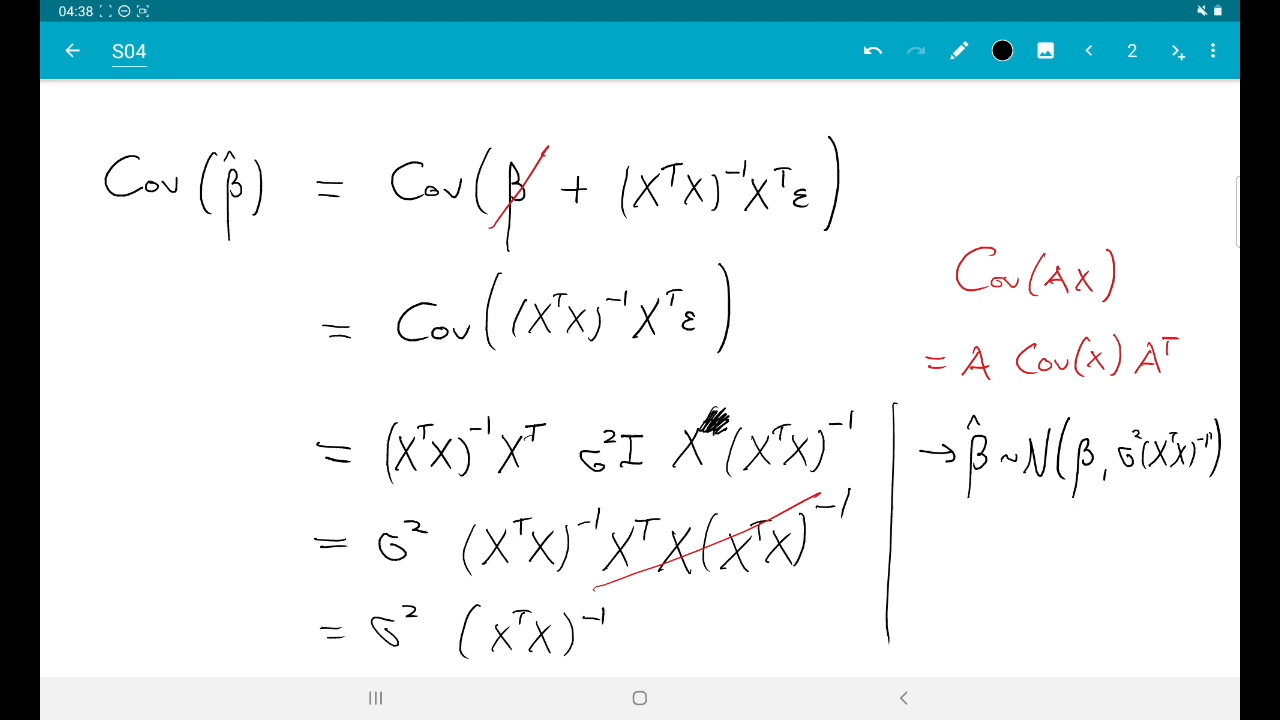 04:38
S04
2
Cov(β̂) = Cov(β + (XᵀX)⁻¹Xᵀε)
= Cov((XᵀX)⁻¹Xᵀε)
= (XᵀX)⁻¹Xᵀ σ²I X(XᵀX)⁻¹
= σ² (XᵀX)⁻¹XᵀX(XᵀX)⁻¹
= σ² (XᵀX)⁻¹
Cov(AX)
= A Cov(X) Aᵀ
→ β̂ ~ N(β, σ²(XᵀX)⁻¹)